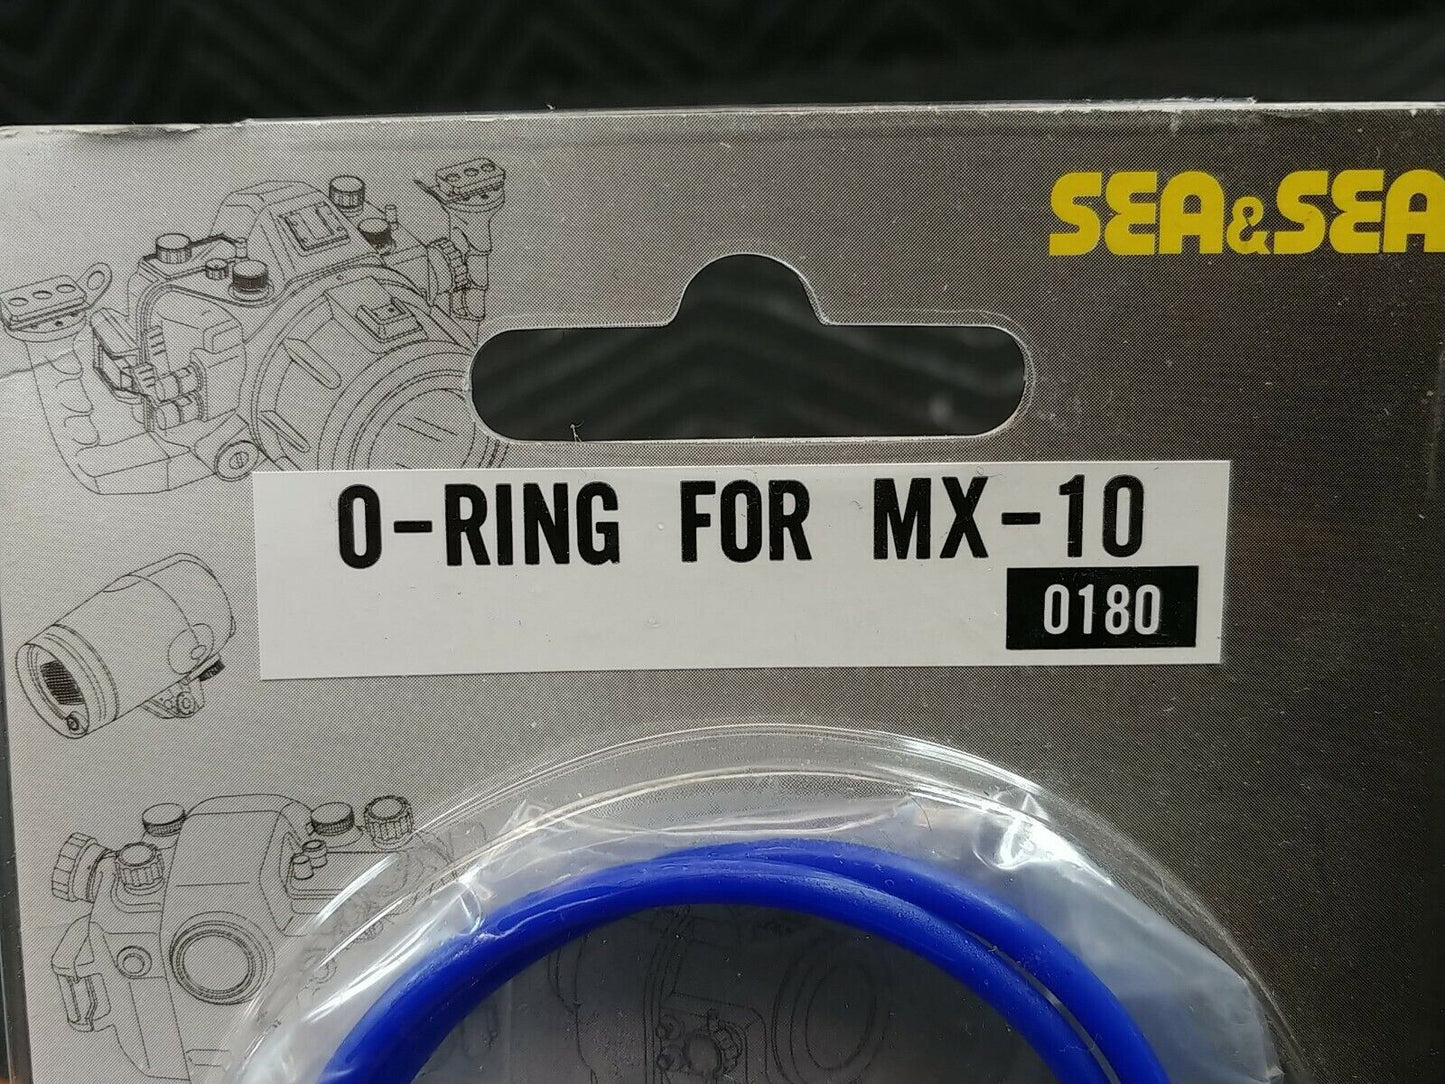 SEA&SEA
O-RING FOR MX-10
0180